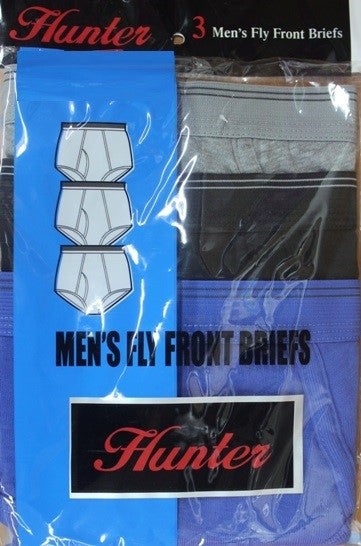 Hunter 3 Men's Fly Front Briefs
MEN'S FLY FRONT BRIEFS
Hunter